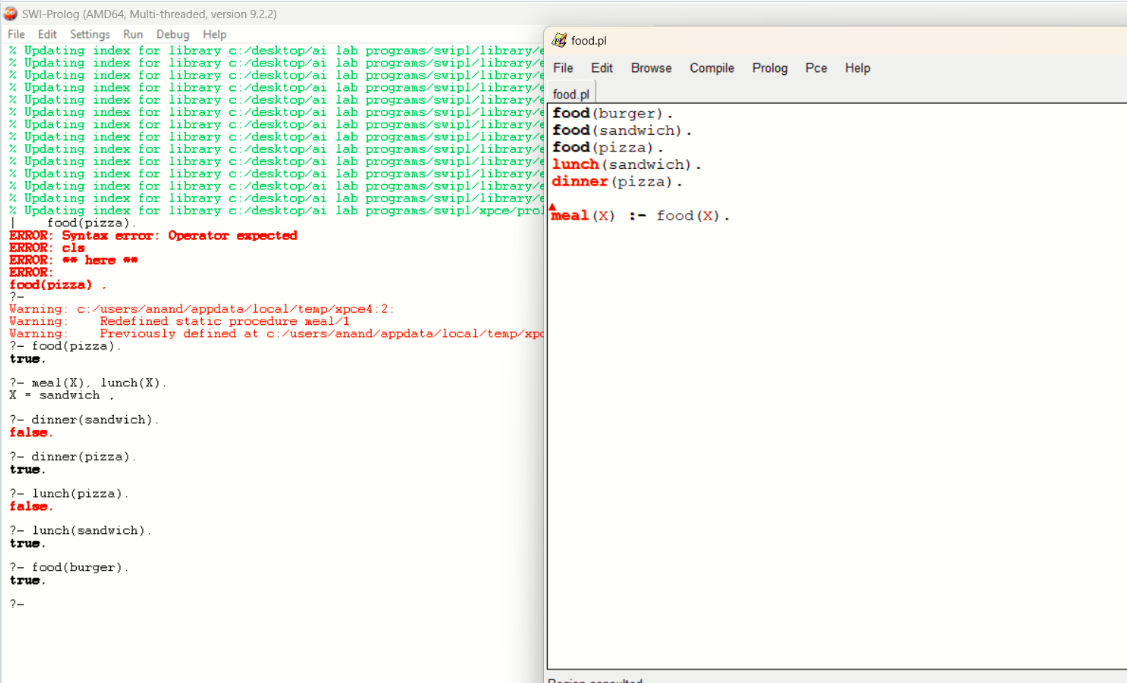 SWI-Prolog (AMD64, Multi-threaded, version 9.2.2)
File Edit Settings Run Debug Help
% Updating index for library c:/desktop/ai lab programs/swipl/library/e
% Updating index for library c:/desktop/ai lab programs/swipl/library/e
% Updating index for library c:/desktop/ai lab programs/swipl/library/e
% Updating index for library c:/desktop/ai lab programs/swipl/library/e
% Updating index for library c:/desktop/ai lab programs/swipl/library/e
% Updating index for library c:/desktop/ai lab programs/swipl/library/e
% Updating index for library c:/desktop/ai lab programs/swipl/library/e
% Updating index for library c:/desktop/ai lab programs/swipl/library/e
% Updating index for library c:/desktop/ai lab programs/swipl/library/e
% Updating index for library c:/desktop/ai lab programs/swipl/library/e
% Updating index for library c:/desktop/ai lab programs/swipl/library/e
% Updating index for library c:/desktop/ai lab programs/swipl/library/e
% Updating index for library c:/desktop/ai lab programs/swipl/library/e
% Updating index for library c:/desktop/ai lab programs/swipl/xpce/prol
| food(pizza).
ERROR: Syntax error: Operator expected
ERROR: cls
ERROR: ** here **
ERROR:
food(pizza) .
?-
Warning: c:/users/anand/appdata/local/temp/xpce4:2:
Warning: Redefined static procedure meal/1
Warning: Previously defined at c:/users/anand/appdata/local/temp/xpc
?- food(pizza).
true.
?- meal(X), lunch(X).
X = sandwich .
?- dinner(sandwich).
false.
?- dinner(pizza).
true.
?- lunch(pizza).
false.
?- lunch(sandwich).
true.
?- food(burger).
true.
?-
food.pl
File Edit Browse Compile Prolog Pce Help
food.pl
food(burger).
food(sandwich).
food(pizza).
lunch(sandwich).
dinner(pizza).
meal(X) :- food(X).